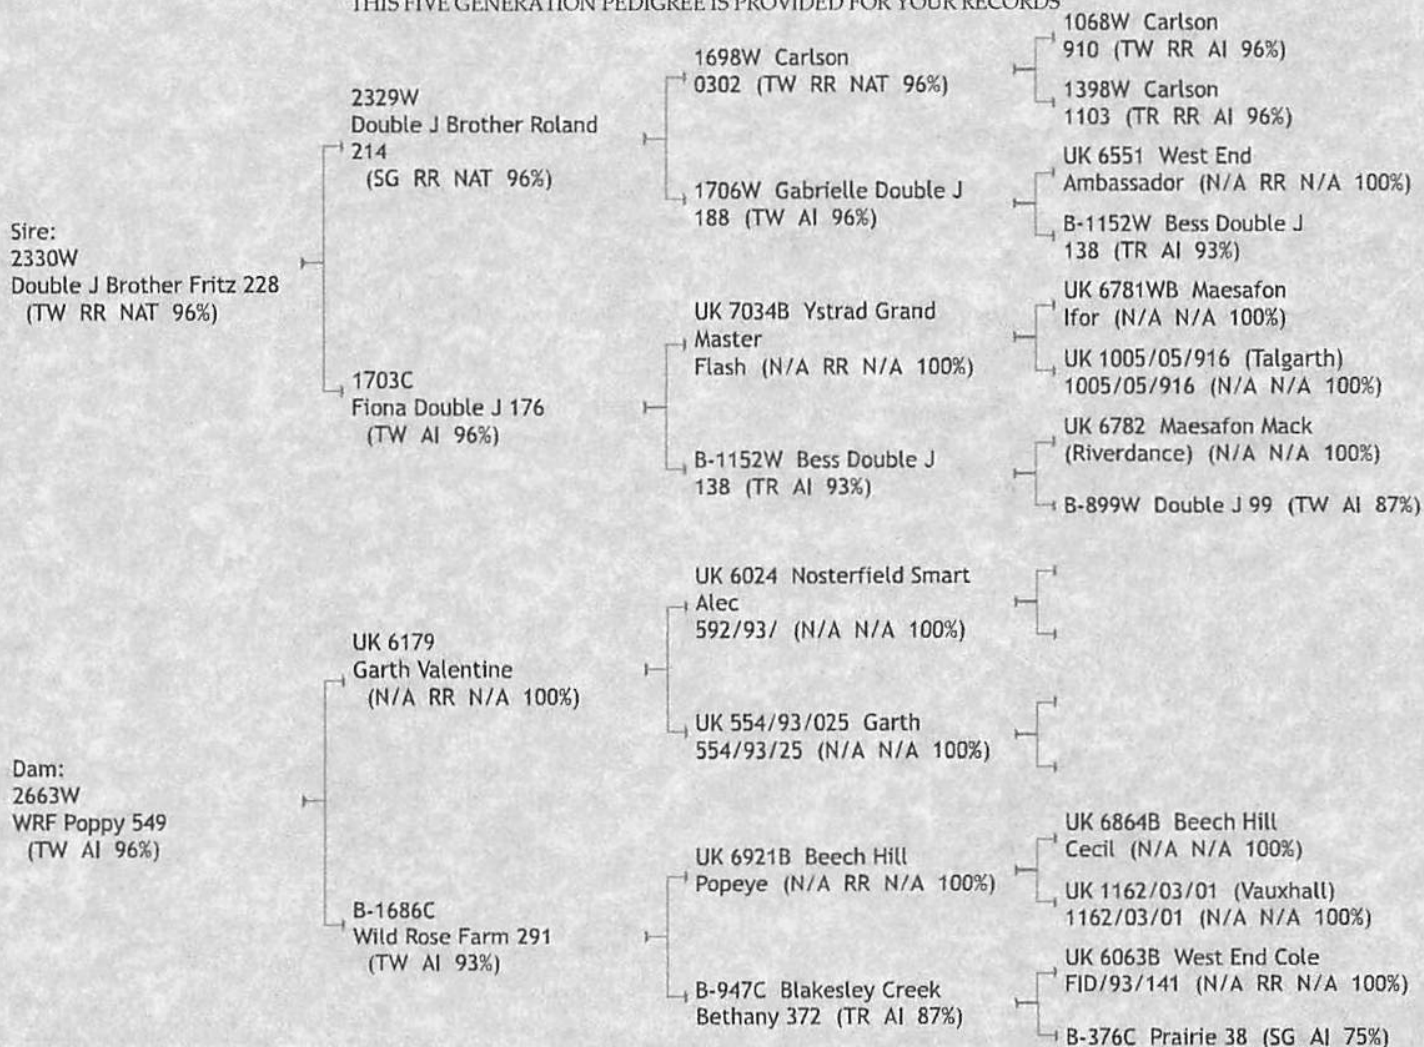 THIS FIVE GENERATION PEDIGREE IS PROVIDED FOR YOUR RECORDS
Sire:
2330W
Double J Brother Fritz 228
(TW RR NAT 96%)
2329W
Double J Brother Roland
214
(SG RR NAT 96%)
1698W Carlson
0302 (TW RR NAT 96%)
1068W Carlson
910 (TW RR AI 96%)
1398W Carlson
1103 (TR RR AI 96%)
1706W Gabrielle Double J
188 (TW AI 96%)
UK 6551 West End
Ambassador (N/A RR N/A 100%)
B-1152W Bess Double J
138 (TR AI 93%)
1703C
Fiona Double J 176
(TW AI 96%)
UK 7034B Ystrad Grand
Master
Flash (N/A RR N/A 100%)
UK 6781WB Maesafon
Ifor (N/A N/A 100%)
UK 1005/05/916 (Talgarth)
1005/05/916 (N/A N/A 100%)
B-1152W Bess Double J
138 (TR AI 93%)
UK 6782 Maesafon Mack
(Riverdance) (N/A N/A 100%)
B-899W Double J 99 (TW AI 87%)
Dam:
2663W
WRF Poppy 549
(TW AI 96%)
UK 6179
Garth Valentine
(N/A RR N/A 100%)
UK 6024 Nosterfield Smart
Alec
592/93/ (N/A N/A 100%)
UK 554/93/025 Garth
554/93/25 (N/A N/A 100%)
B-1686C
Wild Rose Farm 291
(TW AI 93%)
UK 6921B Beech Hill
Popeye (N/A RR N/A 100%)
UK 6864B Beech Hill
Cecil (N/A N/A 100%)
UK 1162/03/01 (Vauxhall)
1162/03/01 (N/A N/A 100%)
B-947C Blakesley Creek
Bethany 372 (TR AI 87%)
UK 6063B West End Cole
FID/93/141 (N/A RR N/A 100%)
B-376C Prairie 38 (SG AI 75%)